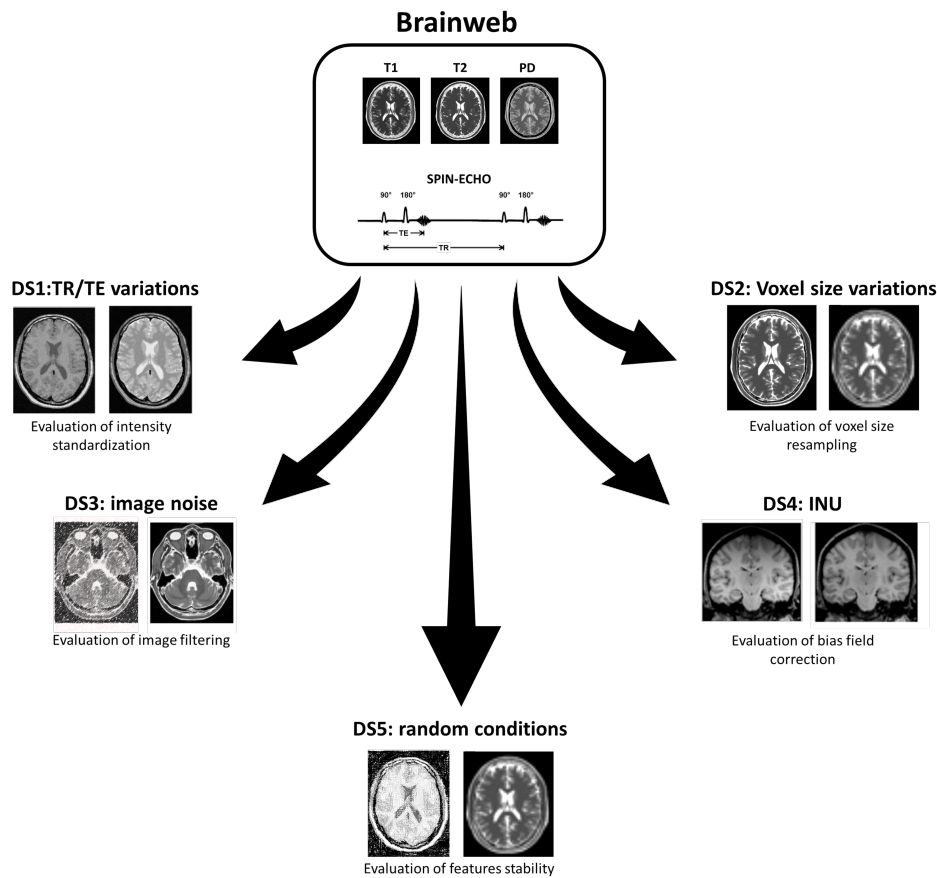 Brainweb
T1 T2 PD
SPIN-ECHO
90° 180° 90° 180°
TE
TR
DS1:TR/TE variations
Evaluation of intensity
standardization
DS2: Voxel size variations
Evaluation of voxel size
resampling
DS3: image noise
Evaluation of image filtering
DS4: INU
Evaluation of bias field
correction
DS5: random conditions
Evaluation of features stability